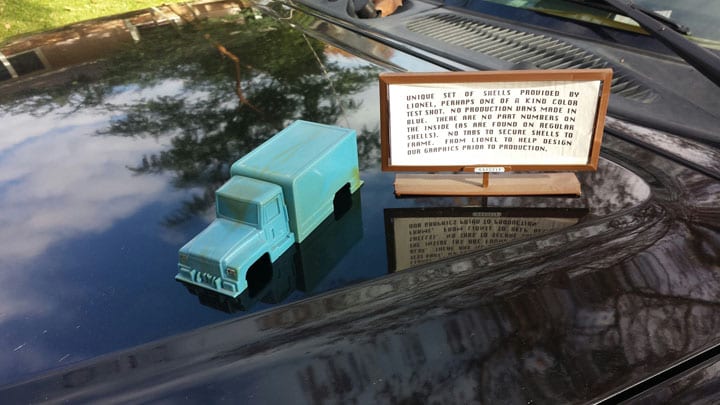 UNIQUE SET OF SHELLS PROVIDED BY
LIONEL, PERHAPS ONE OF A KIND COLOR
TEST SHOT. NO PRODUCTION VANS MADE IN
BLUE. THERE ARE NO PART NUMBERS ON
THE INSIDE (AS ARE FOUND ON REGULAR
SHELLS). NO TABS TO SECURE SHELLS TO
FRAME. FROM LIONEL TO HELP DESIGN
OUR GRAPHICS PRIOR TO PRODUCTION.